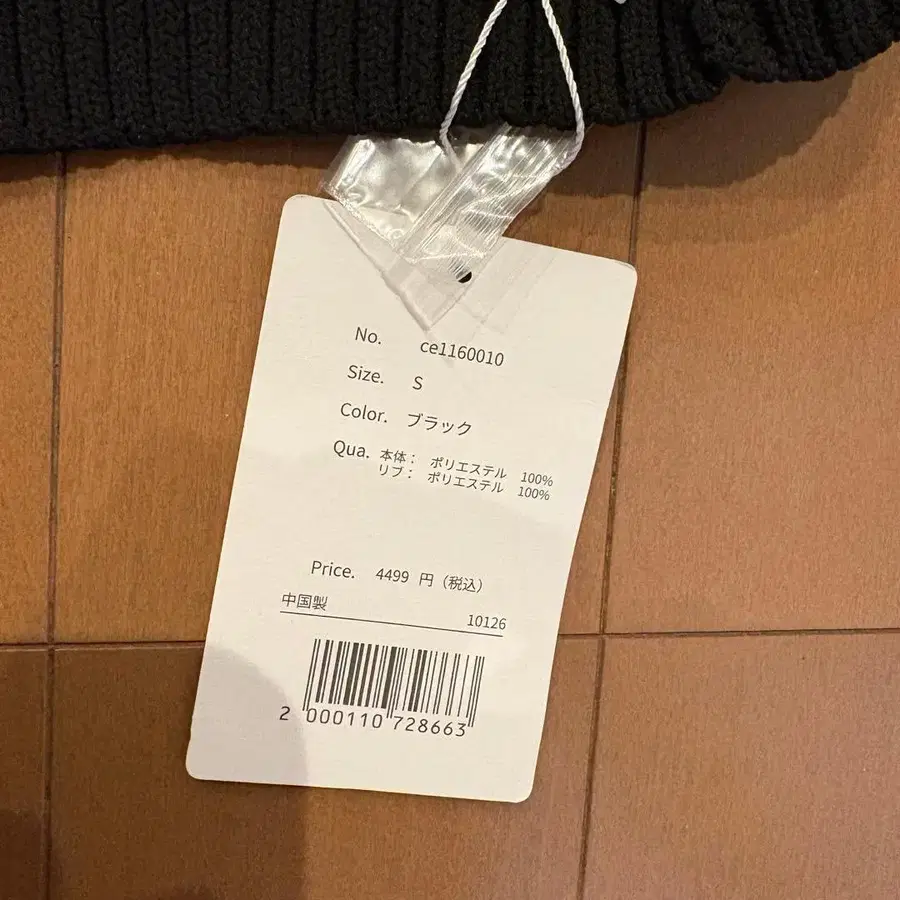 No. ce1160010
Size. S
Color. ブラック
Qua. 本体： ポリエステル 100%
リブ： ポリエステル 100%
Price. 4499 円（税込）
中国製 10126
2 000110 728663